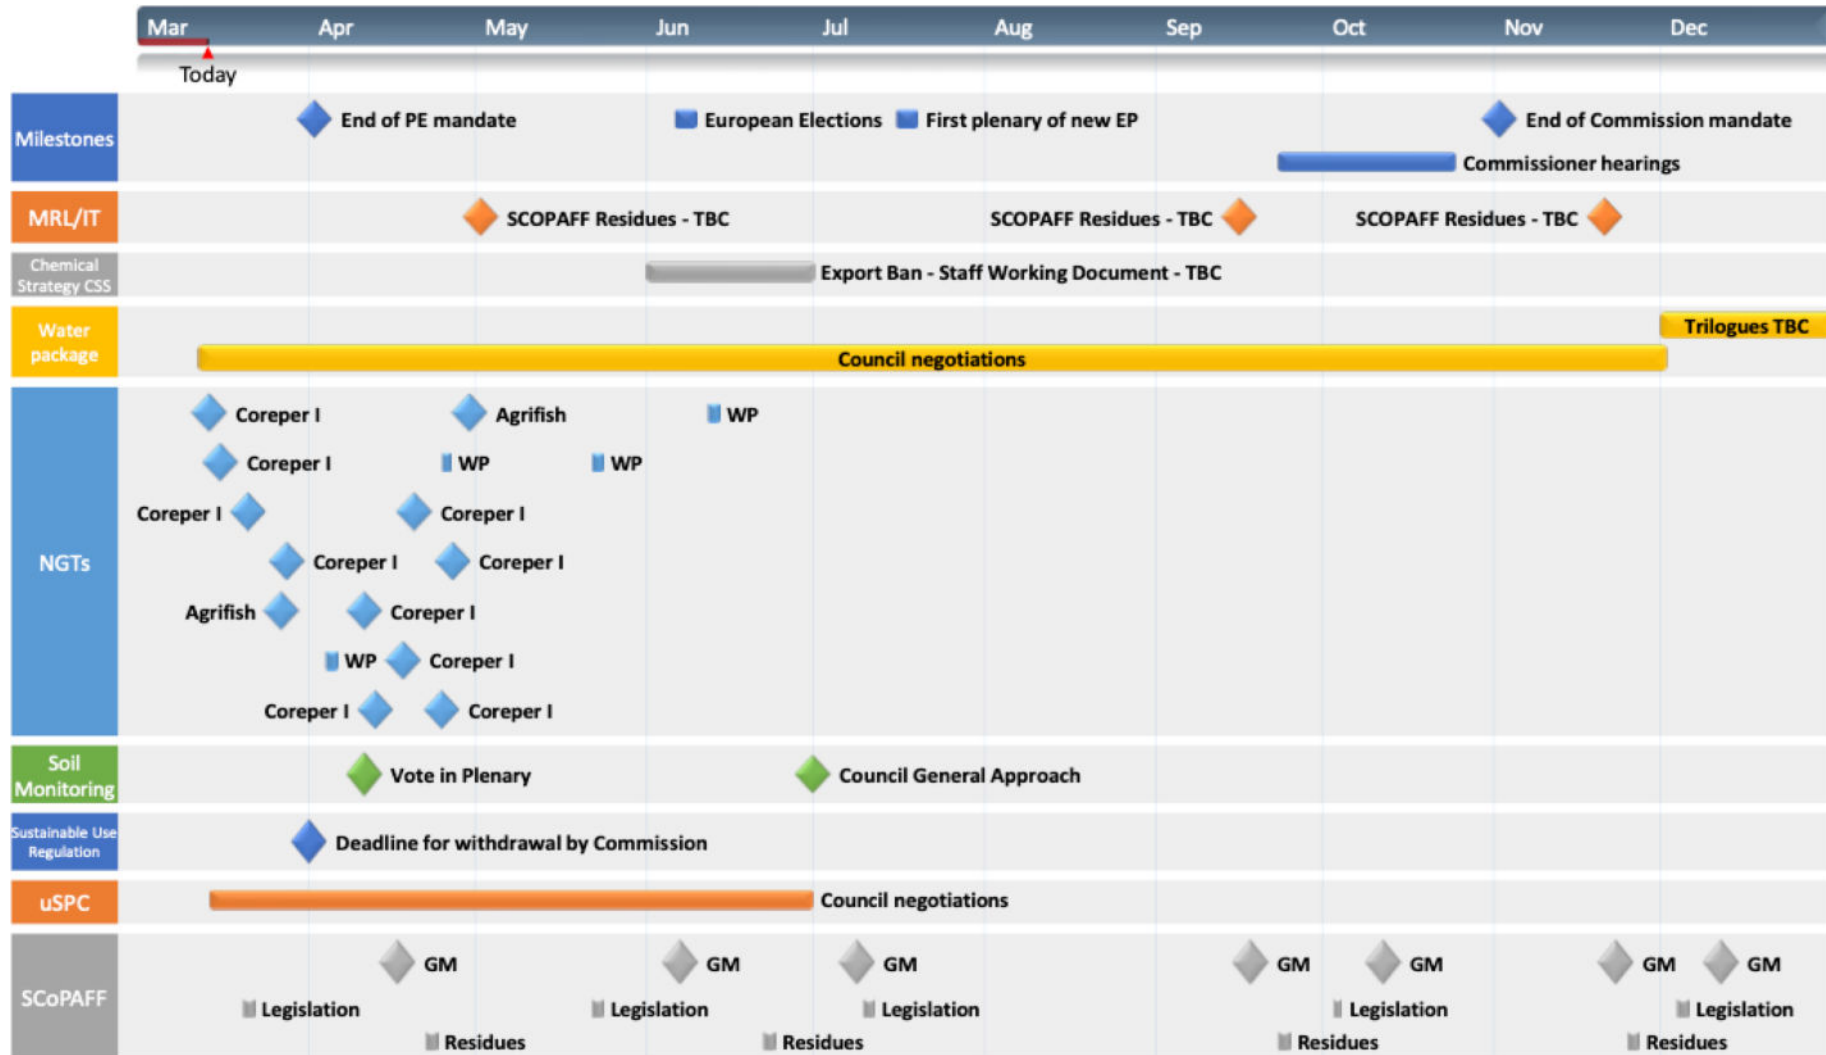 Mar Apr May Jun Jul Aug Sep Oct Nov Dec
Today
Milestones
End of PE mandate
European Elections
First plenary of new EP
End of Commission mandate
Commissioner hearings
MRL/IT
SCOPAFF Residues - TBC
SCOPAFF Residues - TBC
SCOPAFF Residues - TBC
Chemical
Strategy CSS
Export Ban - Staff Working Document - TBC
Water
package
Trilogues TBC
Council negotiations
NGTs
Coreper I
Agrifish
WP
Coreper I
WP
WP
Coreper I
Coreper I
Coreper I
Coreper I
Agrifish
Coreper I
WP
Coreper I
Coreper I
Coreper I
Soil
Monitoring
Vote in Plenary
Council General Approach
Sustainable Use
Regulation
Deadline for withdrawal by Commission
uSPC
Council negotiations
SCoPAFF
GM
GM
GM
GM
GM
GM
GM
Legislation
Legislation
Legislation
Legislation
Legislation
Residues
Residues
Residues
Residues